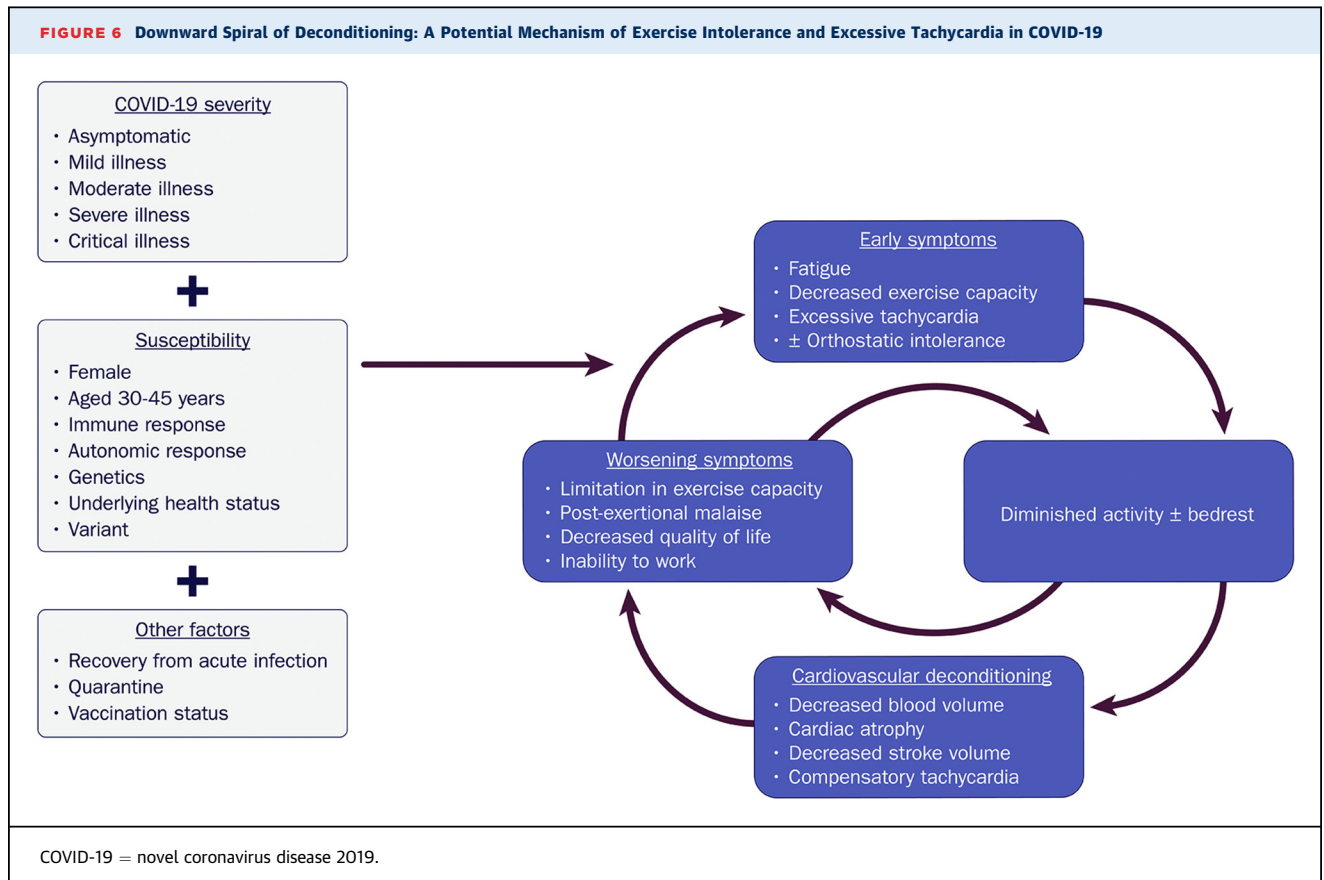 FIGURE 6 Downward Spiral of Deconditioning: A Potential Mechanism of Exercise Intolerance and Excessive Tachycardia in COVID-19
COVID-19 severity
• Asymptomatic
• Mild illness
• Moderate illness
• Severe illness
• Critical illness
+
Susceptibility
• Female
• Aged 30-45 years
• Immune response
• Autonomic response
• Genetics
• Underlying health status
• Variant
+
Other factors
• Recovery from acute infection
• Quarantine
• Vaccination status
Early symptoms
• Fatigue
• Decreased exercise capacity
• Excessive tachycardia
• ± Orthostatic intolerance
Worsening symptoms
• Limitation in exercise capacity
• Post-exertional malaise
• Decreased quality of life
• Inability to work
Diminished activity ± bedrest
Cardiovascular deconditioning
• Decreased blood volume
• Cardiac atrophy
• Decreased stroke volume
• Compensatory tachycardia
COVID-19 = novel coronavirus disease 2019.